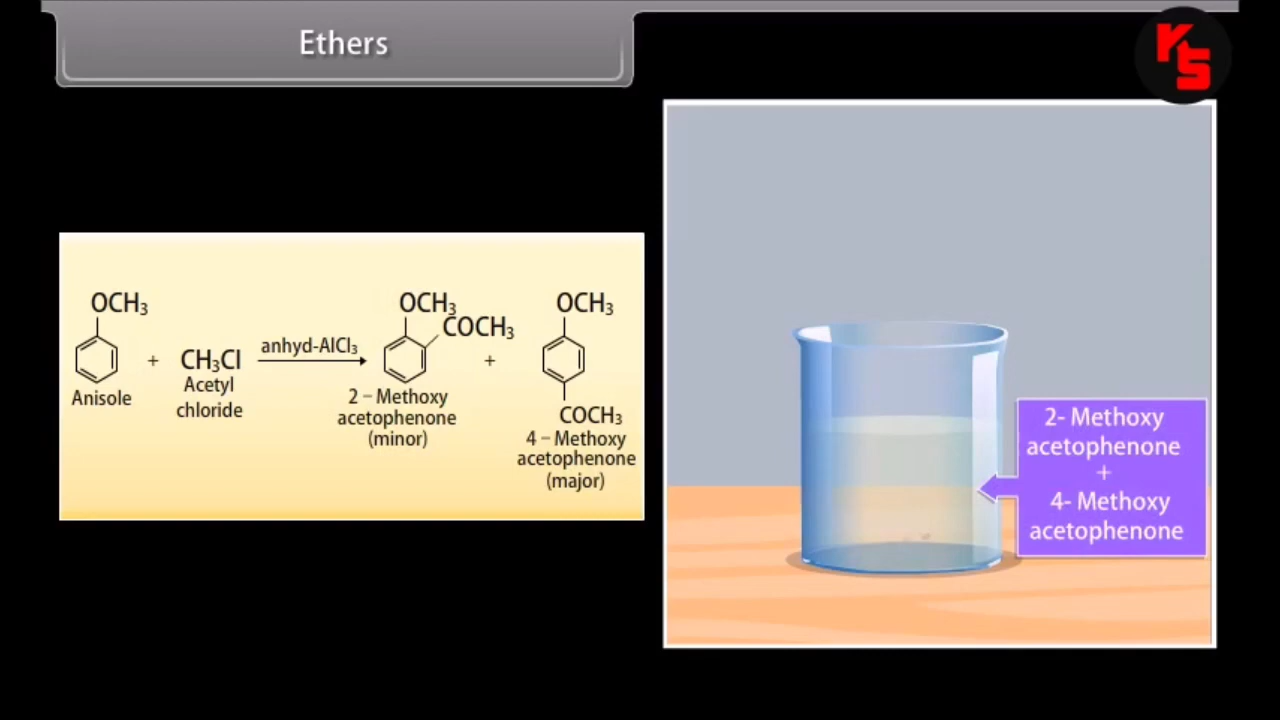 Ethers
KTS
OCH₃
Anisole
+
CH₃Cl
Acetyl
chloride
anhyd-AlCl₃
OCH₃
COCH₃
2 – Methoxy
acetophenone
(minor)
+
OCH₃
COCH₃
4 – Methoxy
acetophenone
(major)
2- Methoxy
acetophenone
+
4- Methoxy
acetophenone